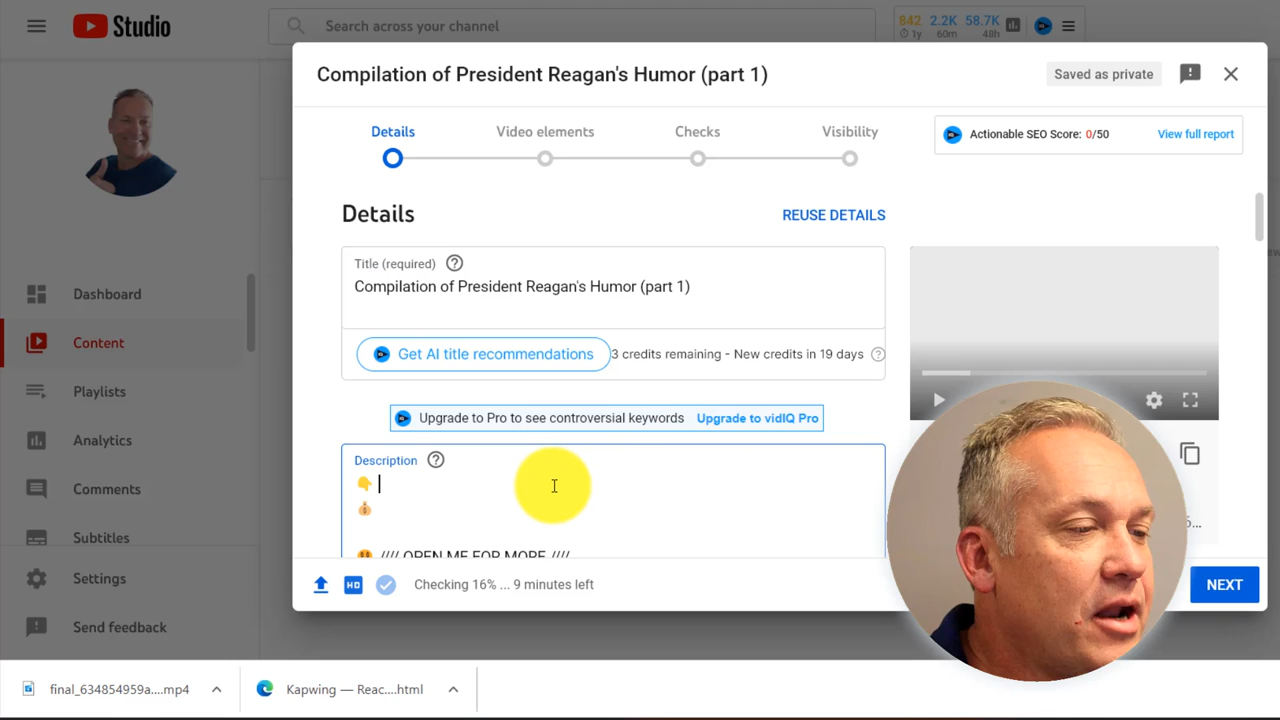 Studio
Search across your channel
842 2.2K 58.7K
1y 60m 48h
Compilation of President Reagan's Humor (part 1)
Saved as private
Details
Video elements
Checks
Visibility
Actionable SEO Score: 0/50
View full report
Details
REUSE DETAILS
Title (required)
Compilation of President Reagan's Humor (part 1)
Get AI title recommendations
3 credits remaining - New credits in 19 days
Upgrade to Pro to see controversial keywords
Upgrade to vidIQ Pro
Description
//// OPEN ME FOR MORE ////
Dashboard
Content
Playlists
Analytics
Comments
Subtitles
Settings
Send feedback
HD
Checking 16% ... 9 minutes left
NEXT
final_634854959a....mp4
Kapwing — Reac....html